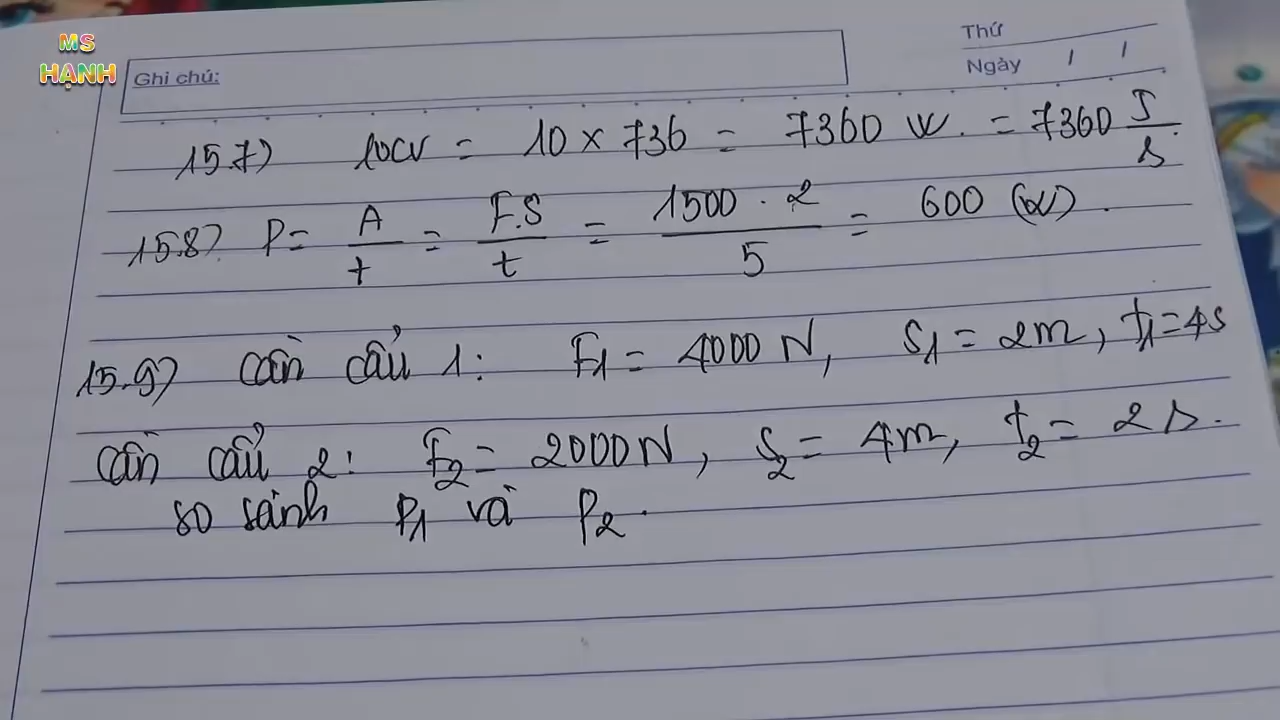 MS
HẠNH
Ghi chú:
Thứ
Ngày / /
15.7) 10CV = 10 x 736 = 7360 W. = 7360 J/s
15.8) P = A/t = F.S/t = 1500 . 2/5 = 600 (W).
15.9) Cần cẩu 1: F1 = 4000 N, S1 = 2m, t1 = 4s
Cần cẩu 2: F2 = 2000N, S2 = 4m, t2 = 2s.
so sánh P1 và P2.